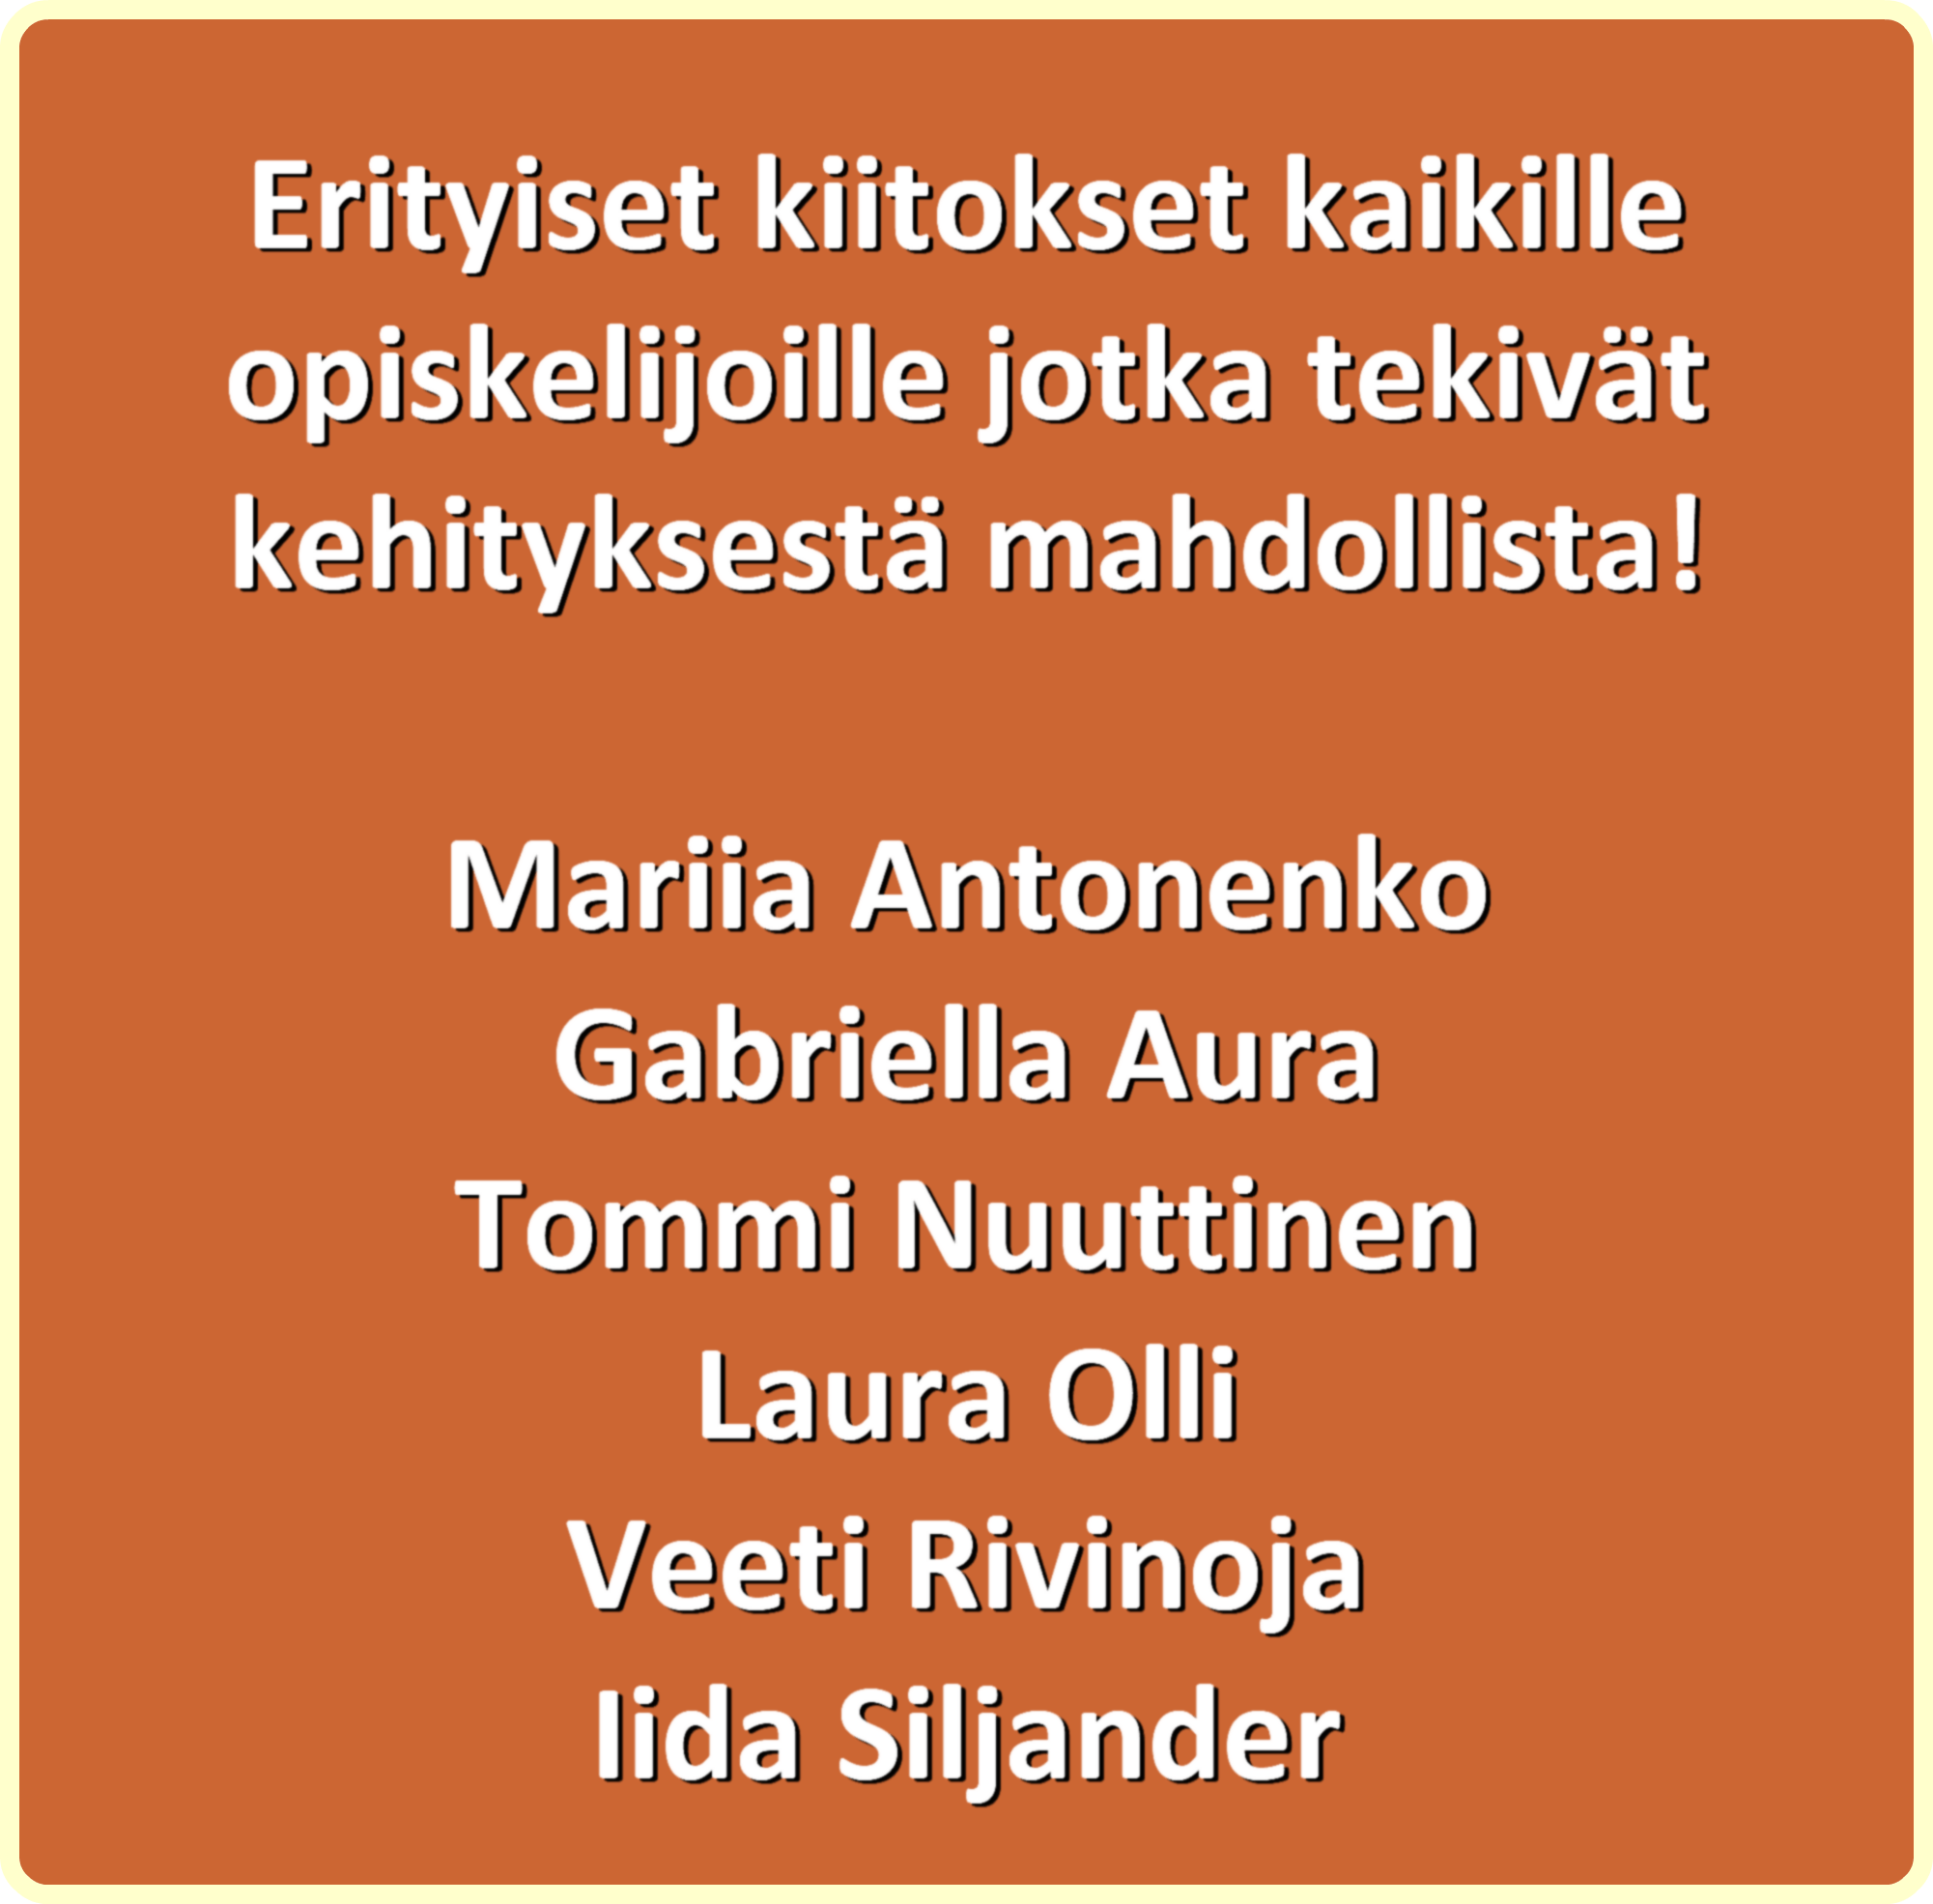 Erityiset kiitokset kaikille
opiskelijoille jotka tekivät
kehityksestä mahdollista!
Mariia Antonenko
Gabriella Aura
Tommi Nuuttinen
Laura Olli
Veeti Rivinoja
Iida Siljander